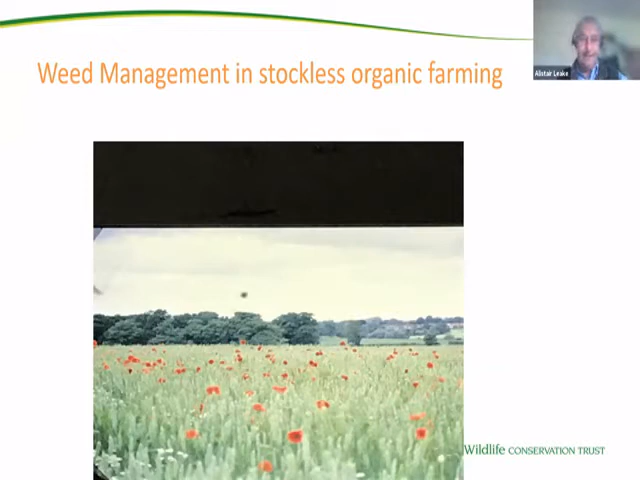 Alistair Leake
Weed Management in stockless organic farming
Wildlife CONSERVATION TRUST